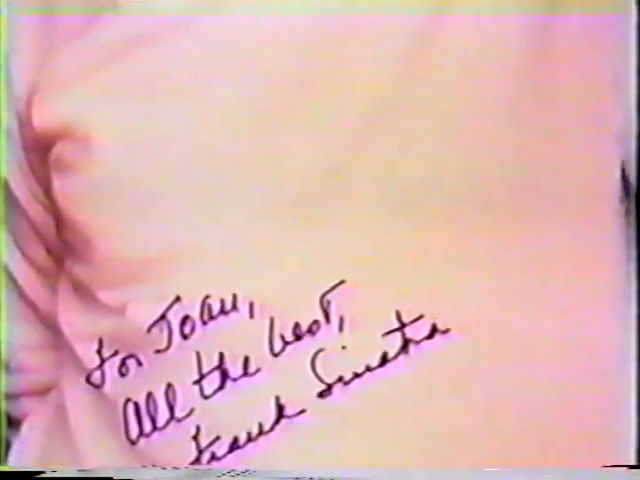 For Joan,
All the best,
Frank Sinatra